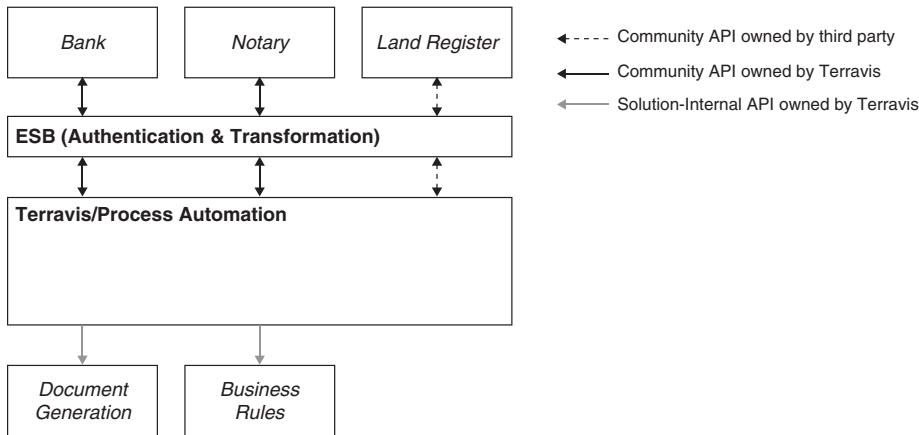 Bank
Notary
Land Register
Community API owned by third party
Community API owned by Terravis
Solution-Internal API owned by Terravis
ESB (Authentication & Transformation)
Terravis/Process Automation
Document
Generation
Business
Rules